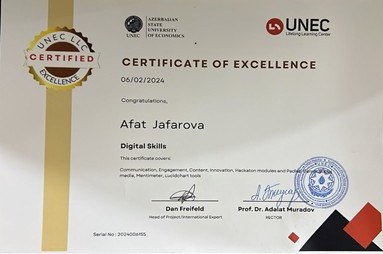 UNEC LLC
CERTIFIED
EXCELLENCE
UNEC
AZERBAIJAN
STATE
UNIVERSITY
OF ECONOMICS
UNEC
Lifelong Learning Center
CERTIFICATE OF EXCELLENCE
06/02/2024
Congratulations,
Afat Jafarova
Digital Skills
This certificate covers:
Communication, Engagement, Content, Innovation, Hackaton modules and Padlet,
media, Mentimeter, Lucidchart tools
Dan Freifeld
Head of Project/International Expert
Prof. Dr. Adalat Muradov
RECTOR
Serial No : 2024006155